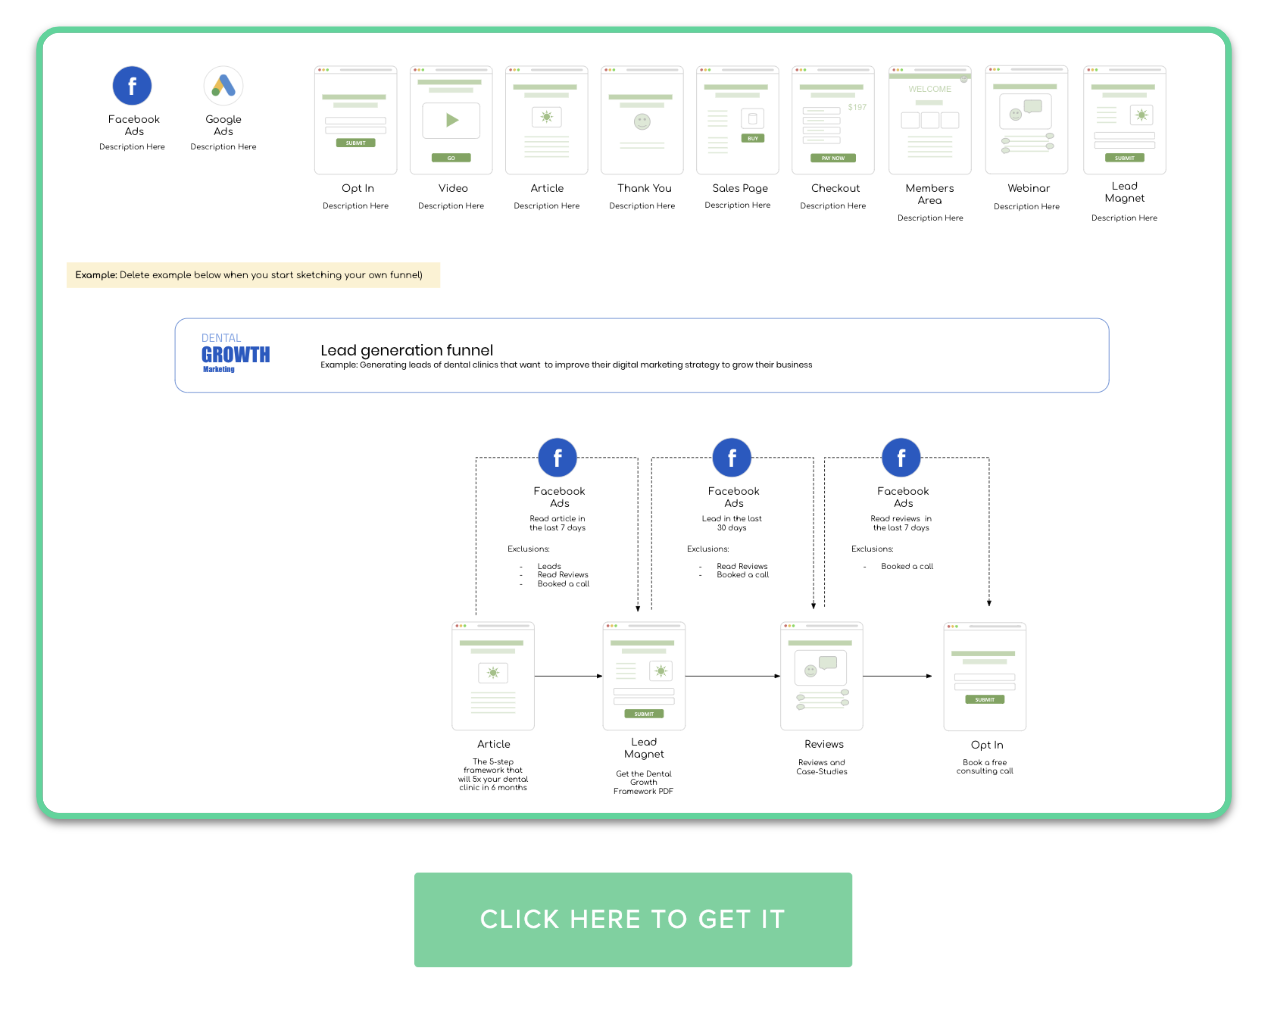 f
Facebook
Ads
Description Here
Google
Ads
Description Here
SUBMIT
Opt In
Description Here
GO
Video
Description Here
Article
Description Here
Thank You
Description Here
BUY
Sales Page
Description Here
$197
Checkout
Description Here
WELCOME
Members
Area
Description Here
Webinar
Description Here
SUBMIT
Lead
Magnet
Description Here
Example: Delete example below when you start sketching your own funnel)
DENTAL
GROWTH
Marketing
Lead generation funnel
Example: Generating leads of dental clinics that want to improve their digital marketing strategy to grow their business
f
Facebook
Ads
Read article in
the last 7 days
Exclusions:
- Leads
- Read Reviews
- Booked a call
f
Facebook
Ads
Lead in the last
30 days
Exclusions:
- Read Reviews
- Booked a call
f
Facebook
Ads
Read reviews in
the last 7 days
Exclusions:
- Booked a call
Article
The 5-step
framework that
will 5x your dental
clinic in 6 months
SUBMIT
Lead
Magnet
Get the Dental
Growth
Framework PDF
Reviews
Reviews and
Case-Studies
SUBMIT
Opt In
Book a free
consulting call
CLICK HERE TO GET IT